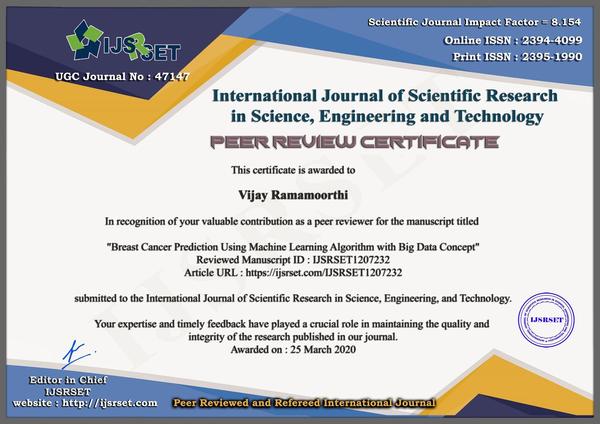 IJSRSET
UGC Journal No : 47147
Scientific Journal Impact Factor = 8.154
Online ISSN : 2394-4099
Print ISSN : 2395-1990
International Journal of Scientific Research
in Science, Engineering and Technology
PEER REVIEW CERTIFICATE
This certificate is awarded to
Vijay Ramamoorthi
In recognition of your valuable contribution as a peer reviewer for the manuscript titled
"Breast Cancer Prediction Using Machine Learning Algorithm with Big Data Concept"
Reviewed Manuscript ID : IJSRSET1207232
Article URL : https://ijsrset.com/IJSRSET1207232
submitted to the International Journal of Scientific Research in Science, Engineering, and Technology.
Your expertise and timely feedback have played a crucial role in maintaining the quality and
integrity of the research published in our journal.
Awarded on : 25 March 2020
IJSRSET
Editor in Chief
IJSRSET
website : http://ijsrset.com
Peer Reviewed and Refereed International Journal